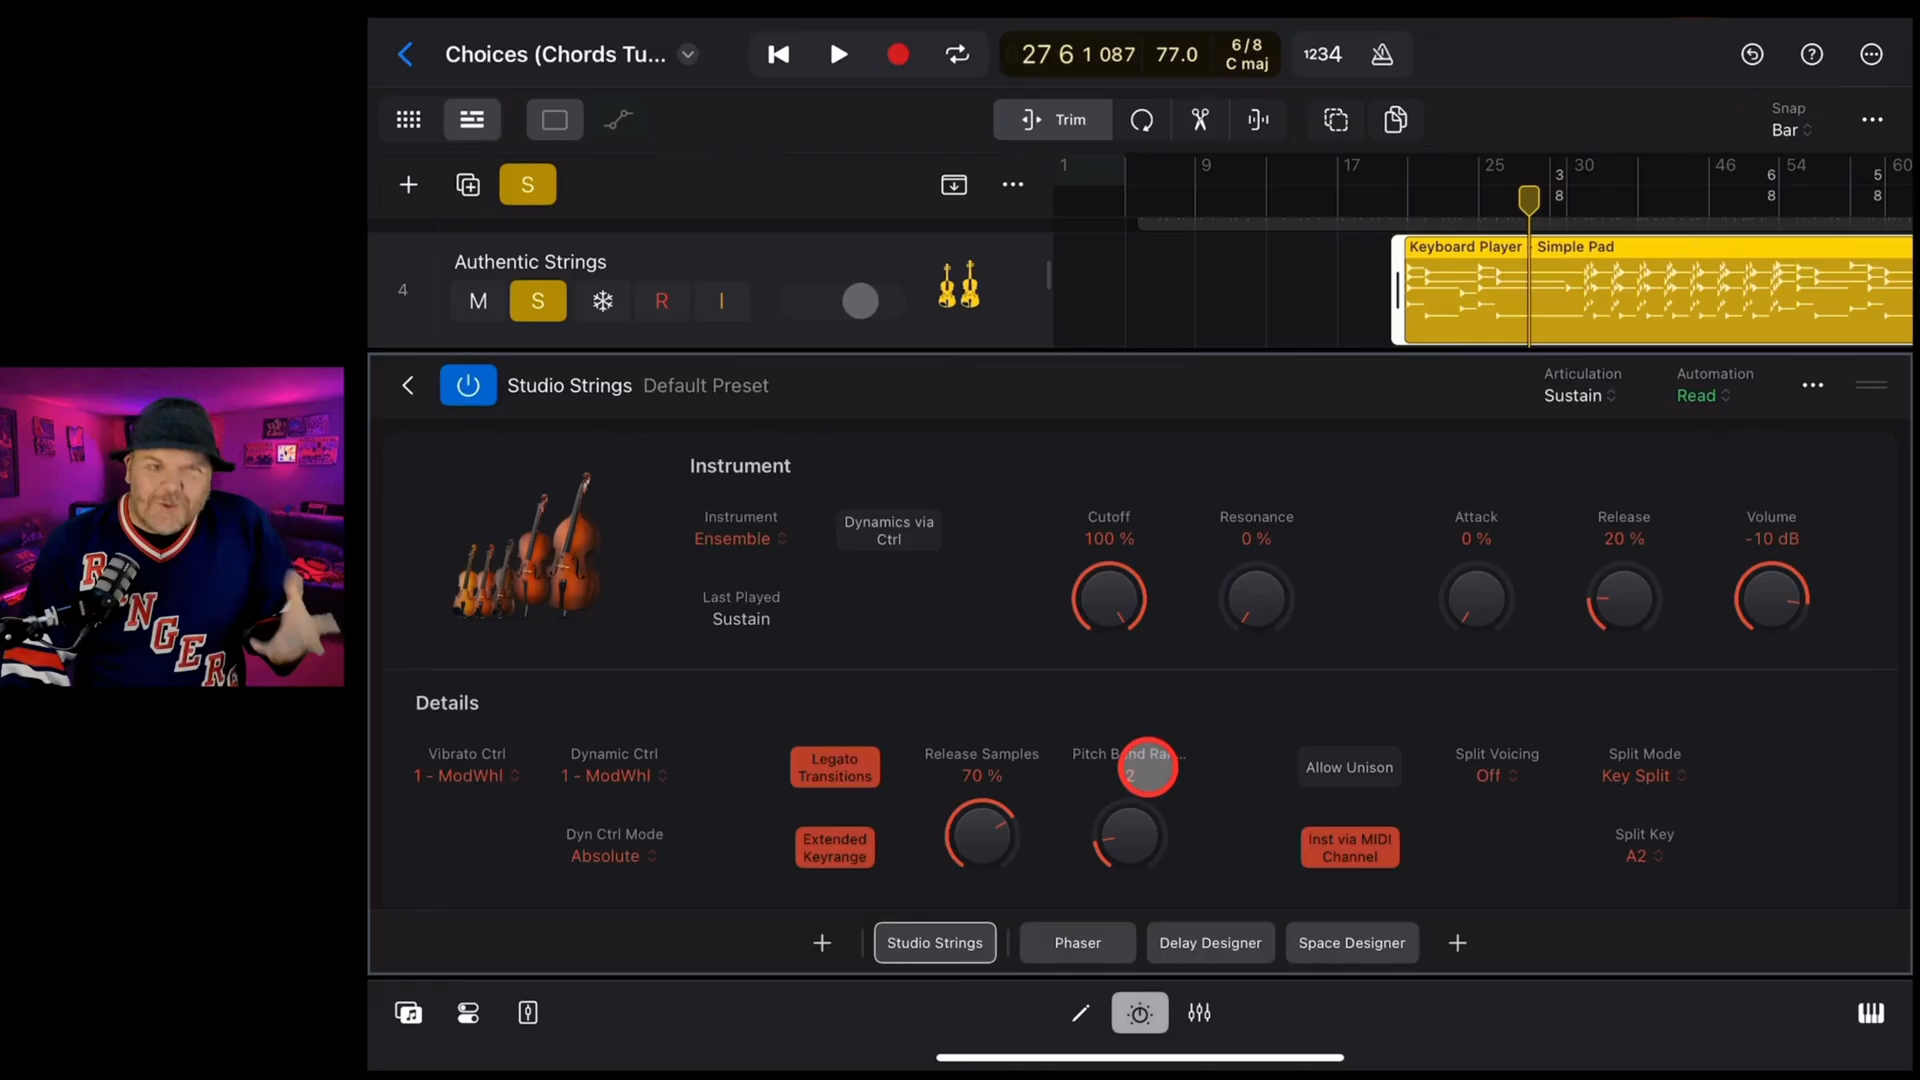 Choices (Chords Tu...
27 6 1 087
77.0
6/8
C maj
1234
Trim
Snap
Bar
S
1
9
17
25
3
8
30
46
6
8
54
5
8
60
4
Authentic Strings
M
S
R
I
Keyboard Player - Simple Pad
Studio Strings
Default Preset
Articulation
Sustain
Automation
Read
Instrument
Instrument
Ensemble
Dynamics via
Ctrl
Last Played
Sustain
Cutoff
100 %
Resonance
0 %
Attack
0 %
Release
20 %
Volume
-10 dB
Details
Vibrato Ctrl
1 - ModWhl
Dynamic Ctrl
1 - ModWhl
Dyn Ctrl Mode
Absolute
Legato
Transitions
Extended
Keyrange
Release Samples
70 %
Pitch Bend Ra...
2
Allow Unison
Inst via MIDI
Channel
Split Voicing
Off
Split Mode
Key Split
Split Key
A2
Studio Strings
Phaser
Delay Designer
Space Designer
R NGER